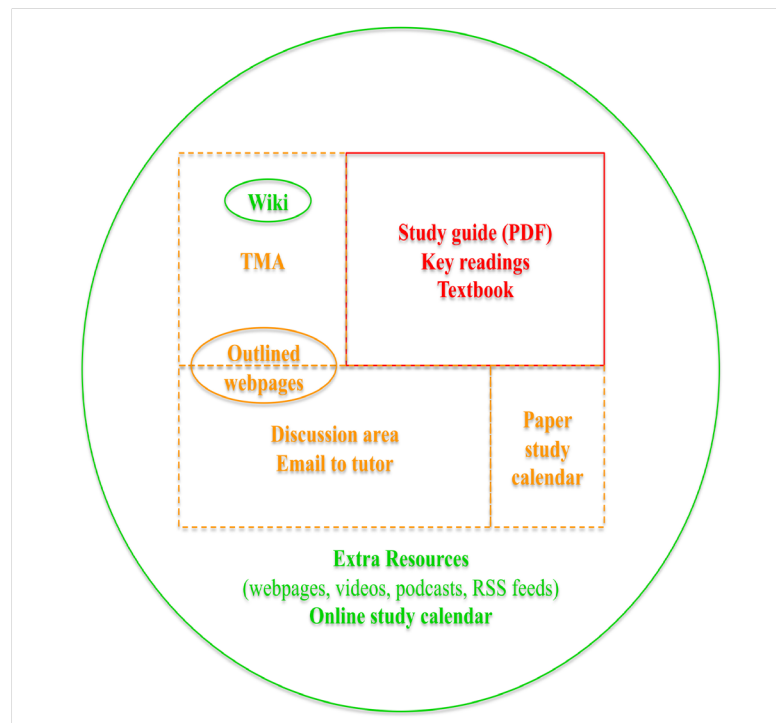 Wiki
TMA
Study guide (PDF)
Key readings
Textbook
Outlined
webpages
Discussion area
Email to tutor
Paper
study
calendar
Extra Resources
(webpages, videos, podcasts, RSS feeds)
Online study calendar